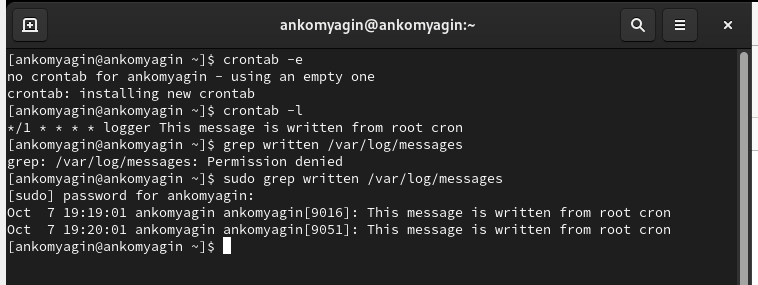 ankomyagin@ankomyagin:~
[ankomyagin@ankomyagin ~]$ crontab -e
no crontab for ankomyagin - using an empty one
crontab: installing new crontab
[ankomyagin@ankomyagin ~]$ crontab -l
*/1 * * * * logger This message is written from root cron
[ankomyagin@ankomyagin ~]$ grep written /var/log/messages
grep: /var/log/messages: Permission denied
[ankomyagin@ankomyagin ~]$ sudo grep written /var/log/messages
[sudo] password for ankomyagin:
Oct  7 19:19:01 ankomyagin ankomyagin[9016]: This message is written from root cron
Oct  7 19:20:01 ankomyagin ankomyagin[9051]: This message is written from root cron
[ankomyagin@ankomyagin ~]$